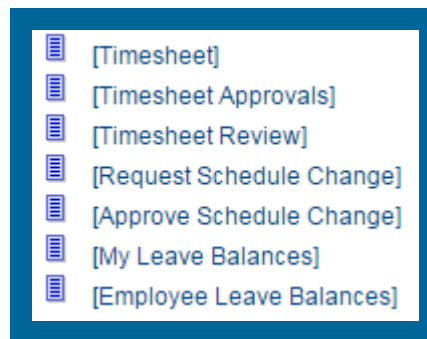 [Timesheet]
[Timesheet Approvals]
[Timesheet Review]
[Request Schedule Change]
[Approve Schedule Change]
[My Leave Balances]
[Employee Leave Balances]